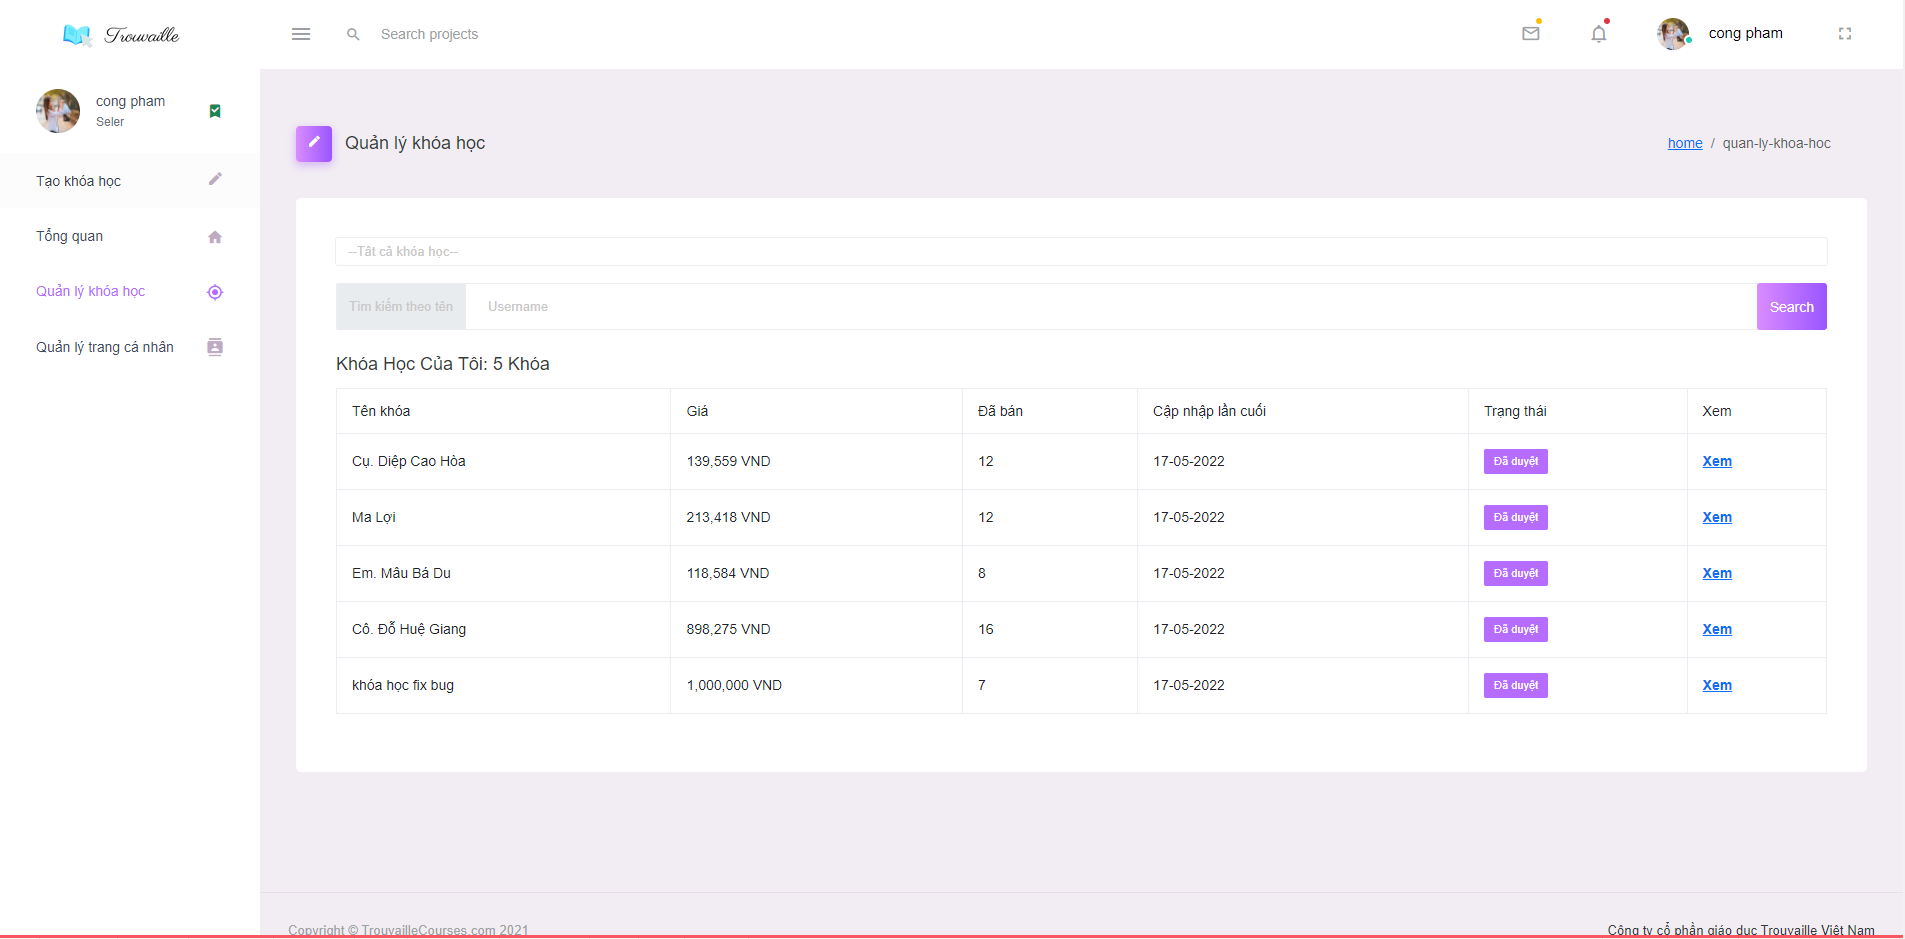 Trouvaille
Search projects
cong pham
cong pham
Seler
Tạo khóa học
Tổng quan
Quản lý khóa học
Quản lý trang cá nhân
Quản lý khóa học
home / quan-ly-khoa-hoc
--Tất cả khóa học--
Tìm kiếm theo tên Username Search
Khóa Học Của Tôi: 5 Khóa
Tên khóa Giá Đã bán Cập nhập lần cuối Trạng thái Xem
Cụ. Diệp Cao Hòa 139,559 VND 12 17-05-2022 Đã duyệt Xem
Ma Lợi 213,418 VND 12 17-05-2022 Đã duyệt Xem
Em. Mâu Bá Du 118,584 VND 8 17-05-2022 Đã duyệt Xem
Cô. Đỗ Huệ Giang 898,275 VND 16 17-05-2022 Đã duyệt Xem
khóa học fix bug 1,000,000 VND 7 17-05-2022 Đã duyệt Xem
Copyright © TrouvailleCourses.com 2021
Công ty cổ phần giáo dục Trouvaille Việt Nam